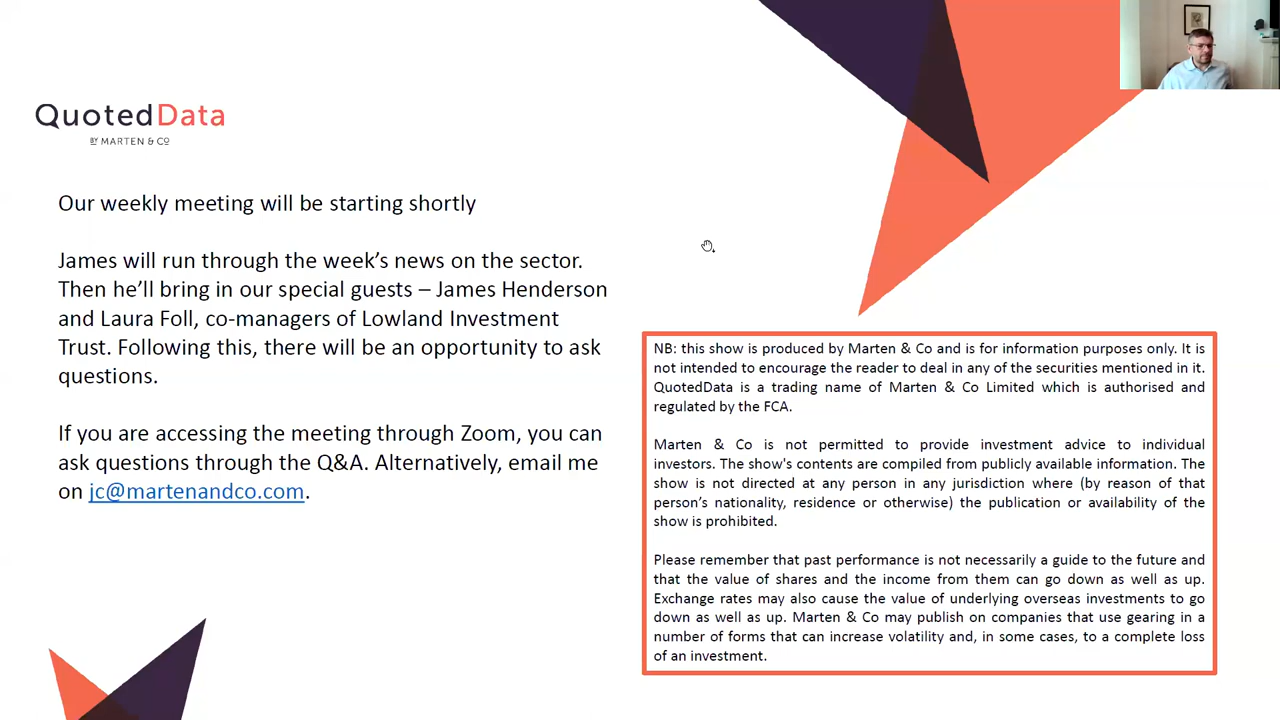 QuotedData
BY MARTEN & CO
Our weekly meeting will be starting shortly
James will run through the week’s news on the sector.
Then he’ll bring in our special guests – James Henderson
and Laura Foll, co-managers of Lowland Investment
Trust. Following this, there will be an opportunity to ask
questions.
If you are accessing the meeting through Zoom, you can
ask questions through the Q&A. Alternatively, email me
on jc@martenandco.com.
NB: this show is produced by Marten & Co and is for information purposes only. It is
not intended to encourage the reader to deal in any of the securities mentioned in it.
QuotedData is a trading name of Marten & Co Limited which is authorised and
regulated by the FCA.
Marten & Co is not permitted to provide investment advice to individual
investors. The show's contents are compiled from publicly available information. The
show is not directed at any person in any jurisdiction where (by reason of that
person’s nationality, residence or otherwise) the publication or availability of the
show is prohibited.
Please remember that past performance is not necessarily a guide to the future and
that the value of shares and the income from them can go down as well as up.
Exchange rates may also cause the value of underlying overseas investments to go
down as well as up. Marten & Co may publish on companies that use gearing in a
number of forms that can increase volatility and, in some cases, to a complete loss
of an investment.